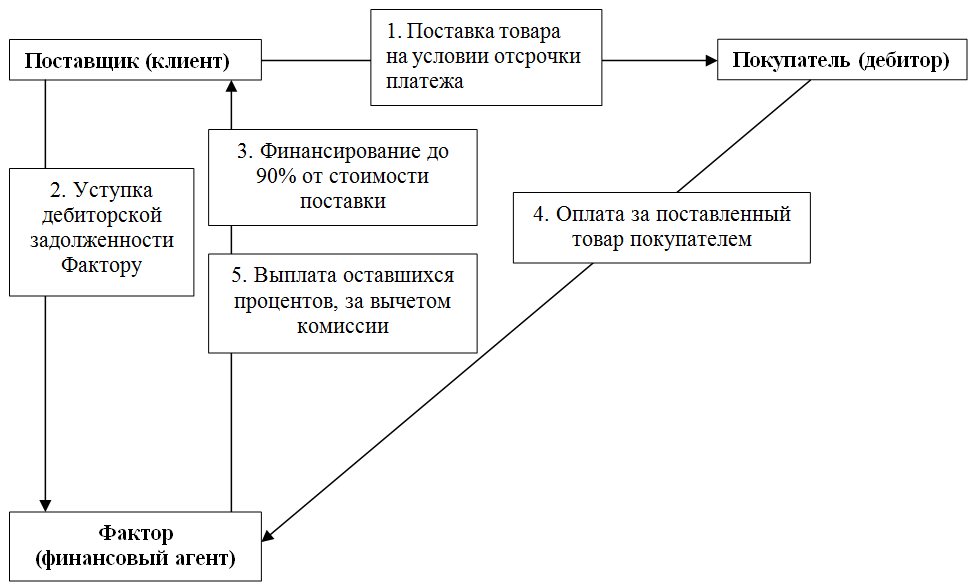 Поставщик (клиент)
1. Поставка товара
на условии отсрочки
платежа
Покупатель (дебитор)
2. Уступка
дебиторской
задолженности
Фактору
3. Финансирование до
90% от стоимости
поставки
4. Оплата за поставленный
товар покупателем
5. Выплата оставшихся
процентов, за вычетом
комиссии
Фактор
(финансовый агент)